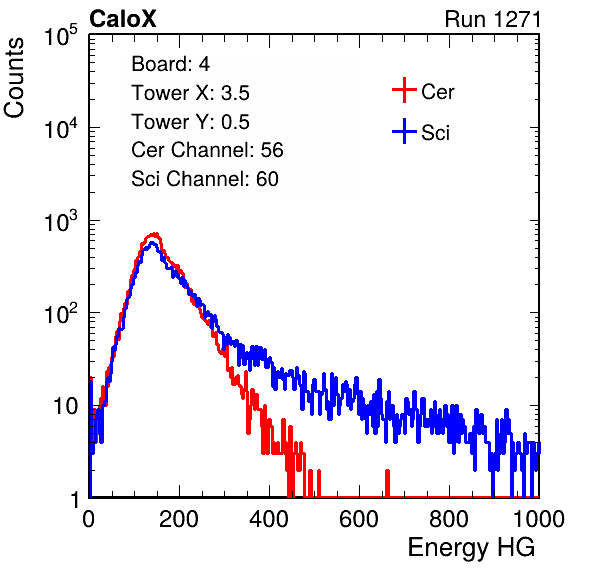 CaloX Run 1271
Counts
10^5
10^4
10^3
10^2
10
1
Board: 4
Tower X: 3.5
Tower Y: 0.5
Cer Channel: 56
Sci Channel: 60
Cer
Sci
0 200 400 600 800 1000
Energy HG